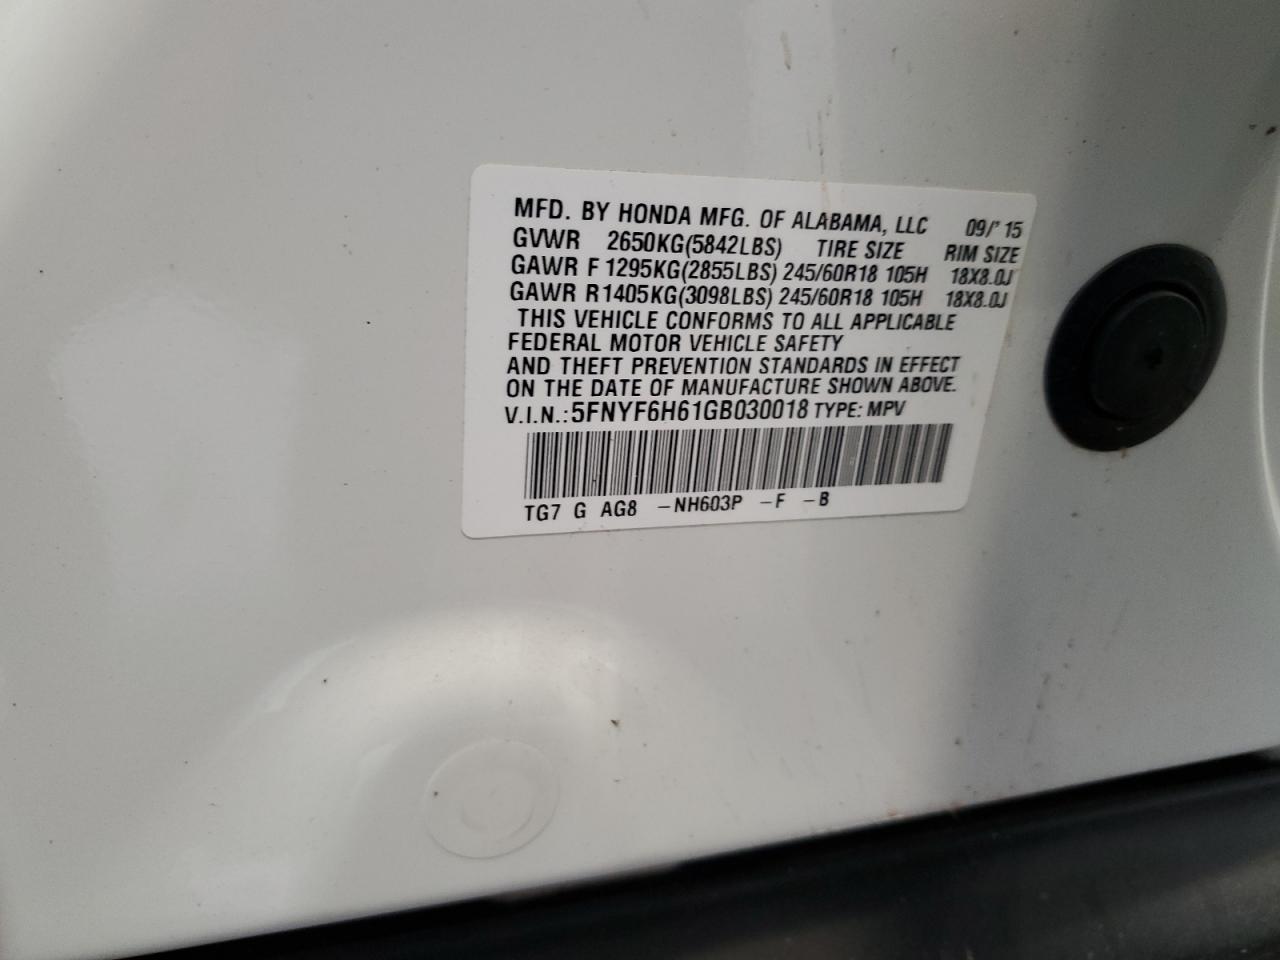 MFD. BY HONDA MFG. OF ALABAMA, LLC 09/'15
GVWR 2650KG(5842LBS) TIRE SIZE RIM SIZE
GAWR F 1295KG(2855LBS) 245/60R18 105H 18X8.0J
GAWR R1405KG(3098LBS) 245/60R18 105H 18X8.0J
THIS VEHICLE CONFORMS TO ALL APPLICABLE
FEDERAL MOTOR VEHICLE SAFETY
AND THEFT PREVENTION STANDARDS IN EFFECT
ON THE DATE OF MANUFACTURE SHOWN ABOVE.
V.I.N.:5FNYF6H61GB030018 TYPE: MPV
TG7 G AG8 -NH603P -F -B